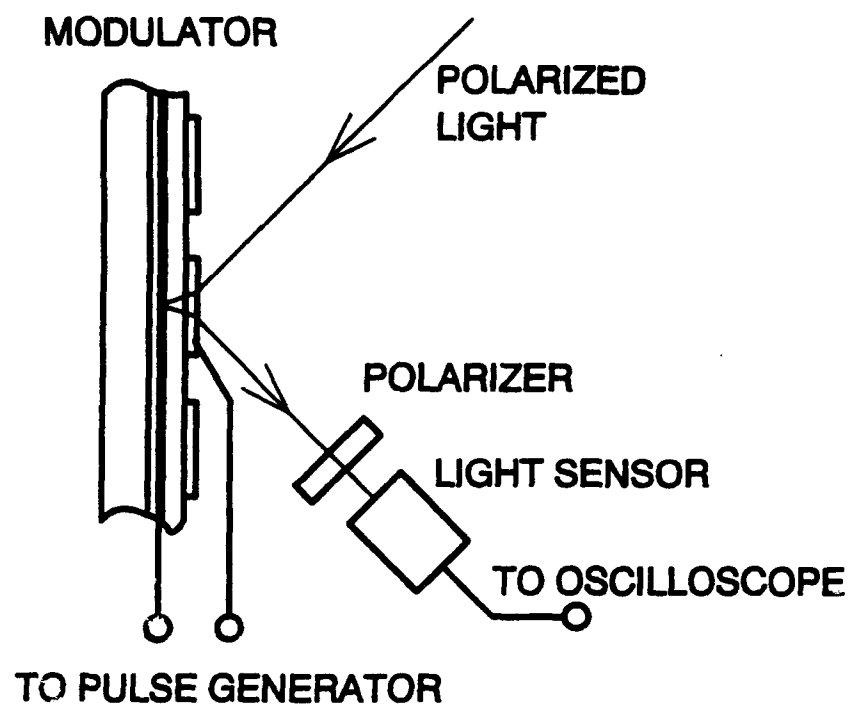 MODULATOR
POLARIZED
LIGHT
POLARIZER
LIGHT SENSOR
TO OSCILLOSCOPE
TO PULSE GENERATOR